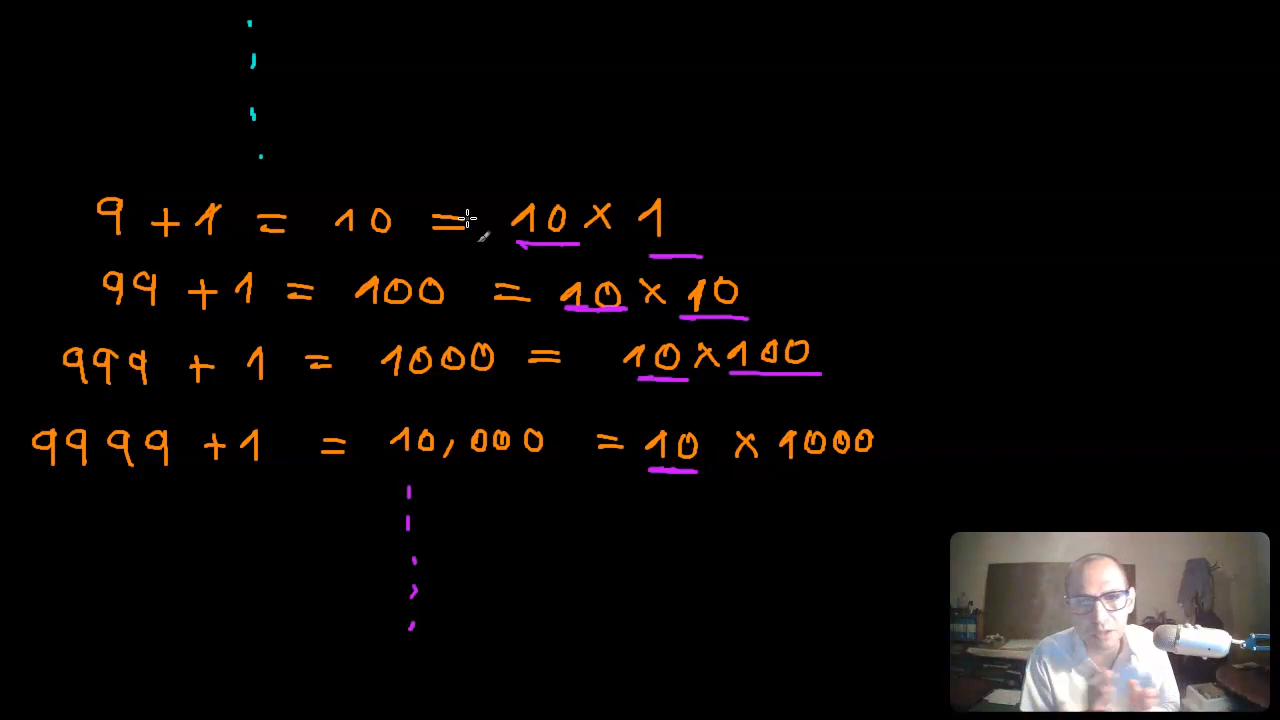 9 + 1 = 10 = 10 × 1
99 + 1 = 100 = 10 × 10
999 + 1 = 1000 = 10 × 100
9999 + 1 = 10,000 = 10 × 1000